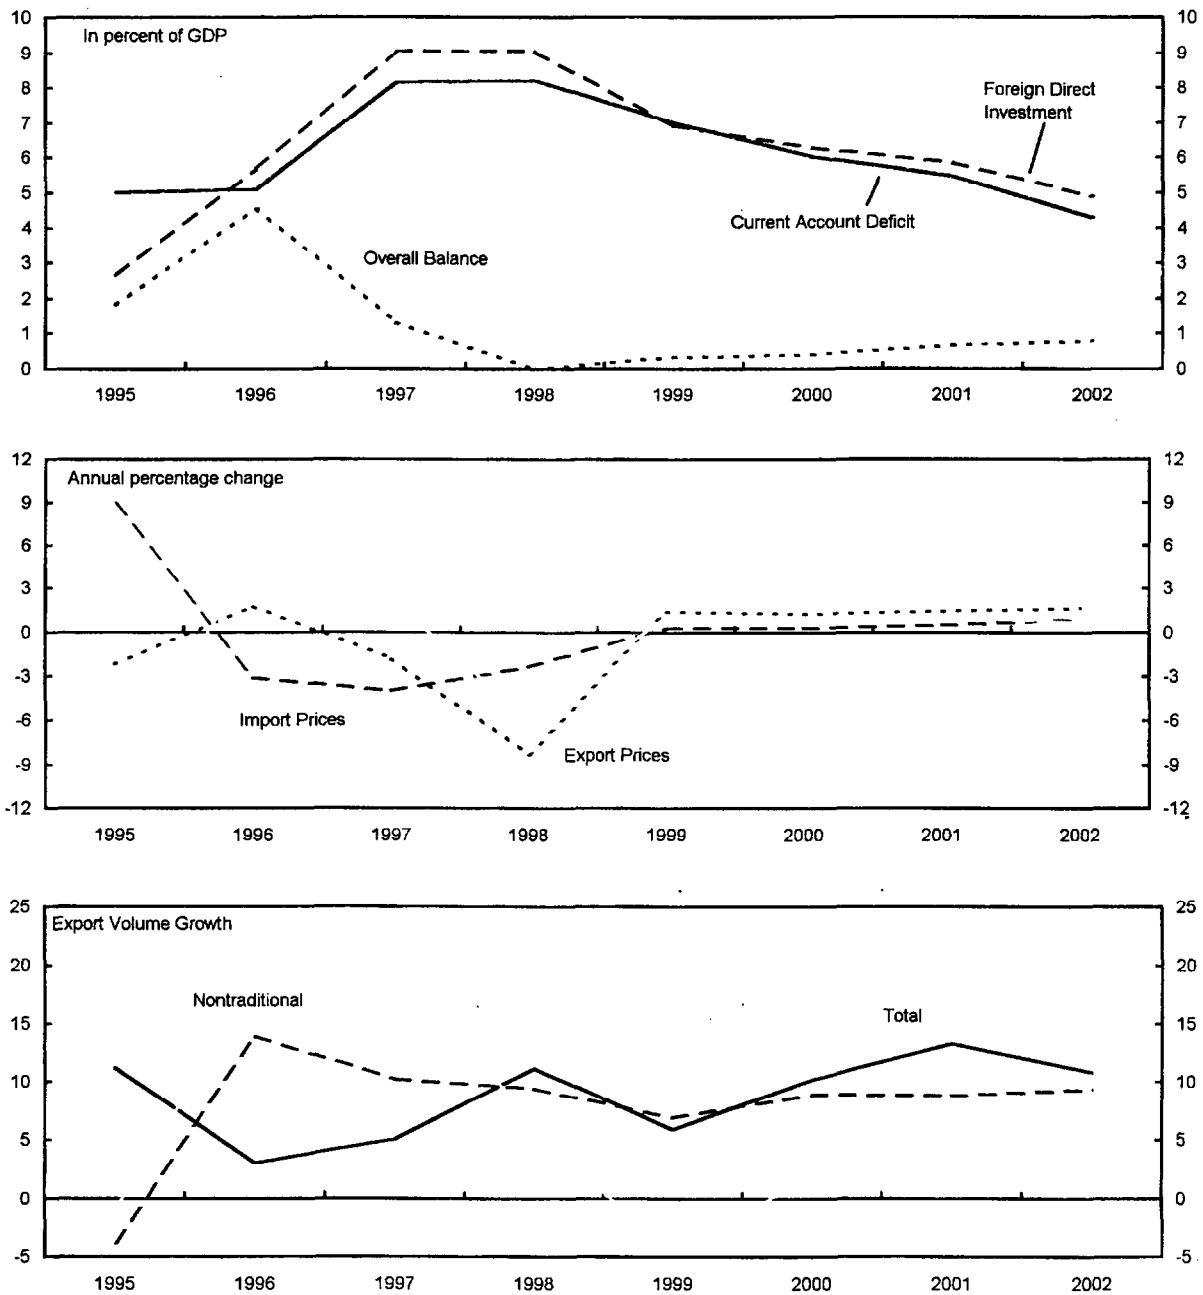 In percent of GDP
10 10
9 9
8 8
7 7
6 6
5 5
4 4
3 3
2 2
1 1
0 0
Foreign Direct
Investment
Current Account Deficit
Overall Balance
1995 1996 1997 1998 1999 2000 2001 2002
Annual percentage change
12 12
9 9
6 6
3 3
0 0
-3 -3
-6 -6
-9 -9
-12 -12
Import Prices
Export Prices
1995 1996 1997 1998 1999 2000 2001 2002
Export Volume Growth
25 25
20 20
15 15
10 10
5 5
0 0
-5 -5
Nontraditional
Total
1995 1996 1997 1998 1999 2000 2001 2002